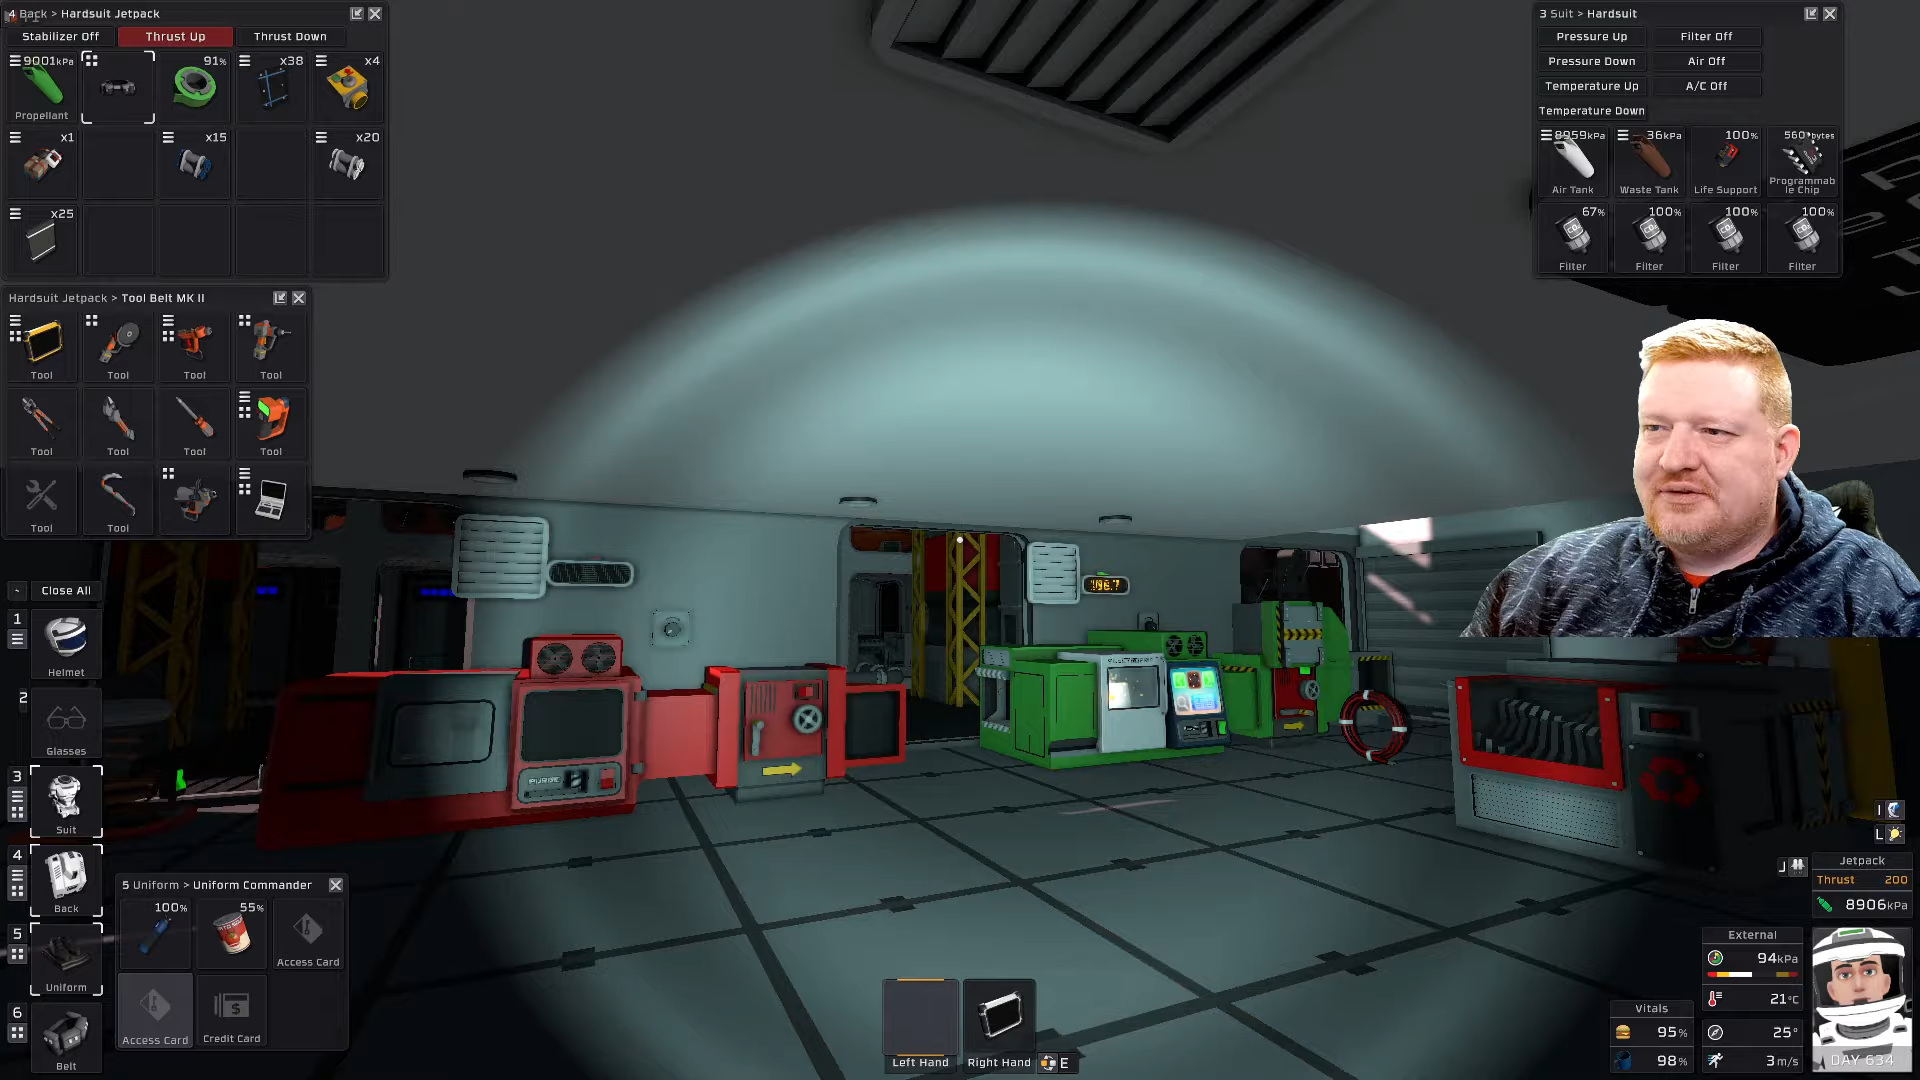 4 Back > Hardsuit Jetpack
Stabilizer Off
Thrust Up
Thrust Down
9001kPa
91%
x38
x4
Propellant
x1
x15
x20
x25
Hardsuit Jetpack > Tool Belt MK II
Tool
Tool
Tool
Tool
Tool
Tool
Tool
Tool
Tool
Tool
~
Close All
1
Helmet
2
Glasses
3
Suit
4
Back
5
Uniform
6
Belt
5 Uniform > Uniform Commander
100%
55%
Access Card
Access Card
Credit Card
Left Hand
Right Hand
E
3 Suit > Hardsuit
Pressure Up
Filter Off
Pressure Down
Air Off
Temperature Up
A/C Off
Temperature Down
8959kPa
36kPa
100%
560 bytes
Air Tank
Waste Tank
Life Support
Programmab
le Chip
67%
100%
100%
100%
Filter
Filter
Filter
Filter
I
L
J
Jetpack
Thrust 200
8906kPa
External
94kPa
21°C
Vitals
95%
25°
98%
3m/s
DAY 634